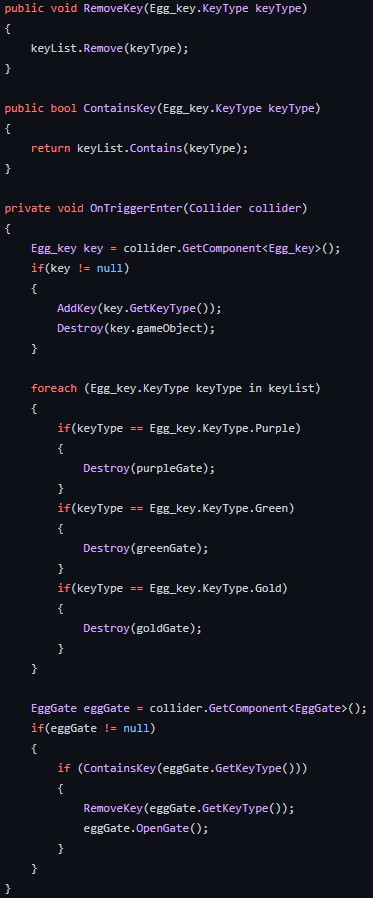 public void RemoveKey(Egg_key.KeyType keyType)
{
    keyList.Remove(keyType);
}

public bool ContainsKey(Egg_key.KeyType keyType)
{
    return keyList.Contains(keyType);
}

private void OnTriggerEnter(Collider collider)
{
    Egg_key key = collider.GetComponent<Egg_key>();
    if(key != null)
    {
        AddKey(key.GetKeyType());
        Destroy(key.gameObject);
    }

    foreach (Egg_key.KeyType keyType in keyList)
    {
        if(keyType == Egg_key.KeyType.Purple)
        {
            Destroy(purpleGate);
        }
        if(keyType == Egg_key.KeyType.Green)
        {
            Destroy(greenGate);
        }
        if(keyType == Egg_key.KeyType.Gold)
        {
            Destroy(goldGate);
        }
    }

    EggGate eggGate = collider.GetComponent<EggGate>();
    if(eggGate != null)
    {
        if (ContainsKey(eggGate.GetKeyType()))
        {
            RemoveKey(eggGate.GetKeyType());
            eggGate.OpenGate();
        }
    }
}